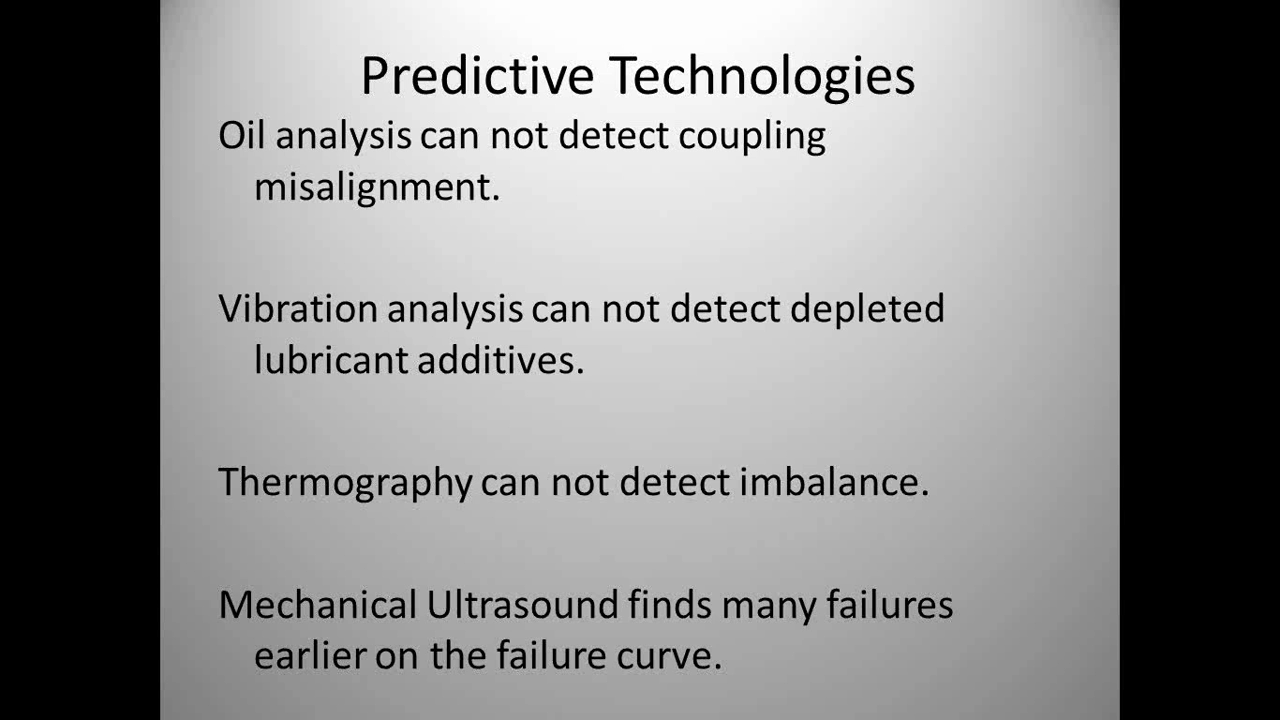 Predictive Technologies
Oil analysis can not detect coupling
misalignment.
Vibration analysis can not detect depleted
lubricant additives.
Thermography can not detect imbalance.
Mechanical Ultrasound finds many failures
earlier on the failure curve.